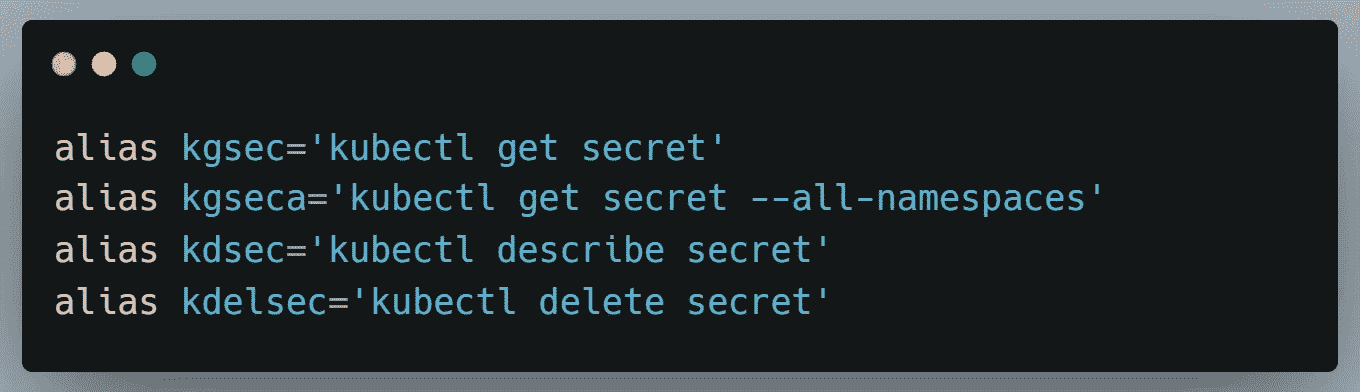 alias kgsec='kubectl get secret'
alias kgseca='kubectl get secret --all-namespaces'
alias kdsec='kubectl describe secret'
alias kdelsec='kubectl delete secret'